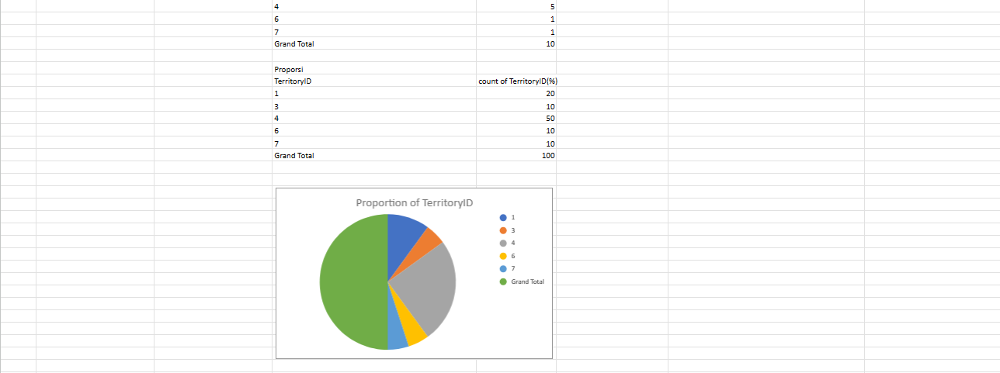 4 5
6 1
7 1
Grand Total 10
Proporsi
TerritoryID count of TerritoryID(%)
1 20
3 10
4 50
6 10
7 10
Grand Total 100
Proportion of TerritoryID
1
3
4
6
7
Grand Total